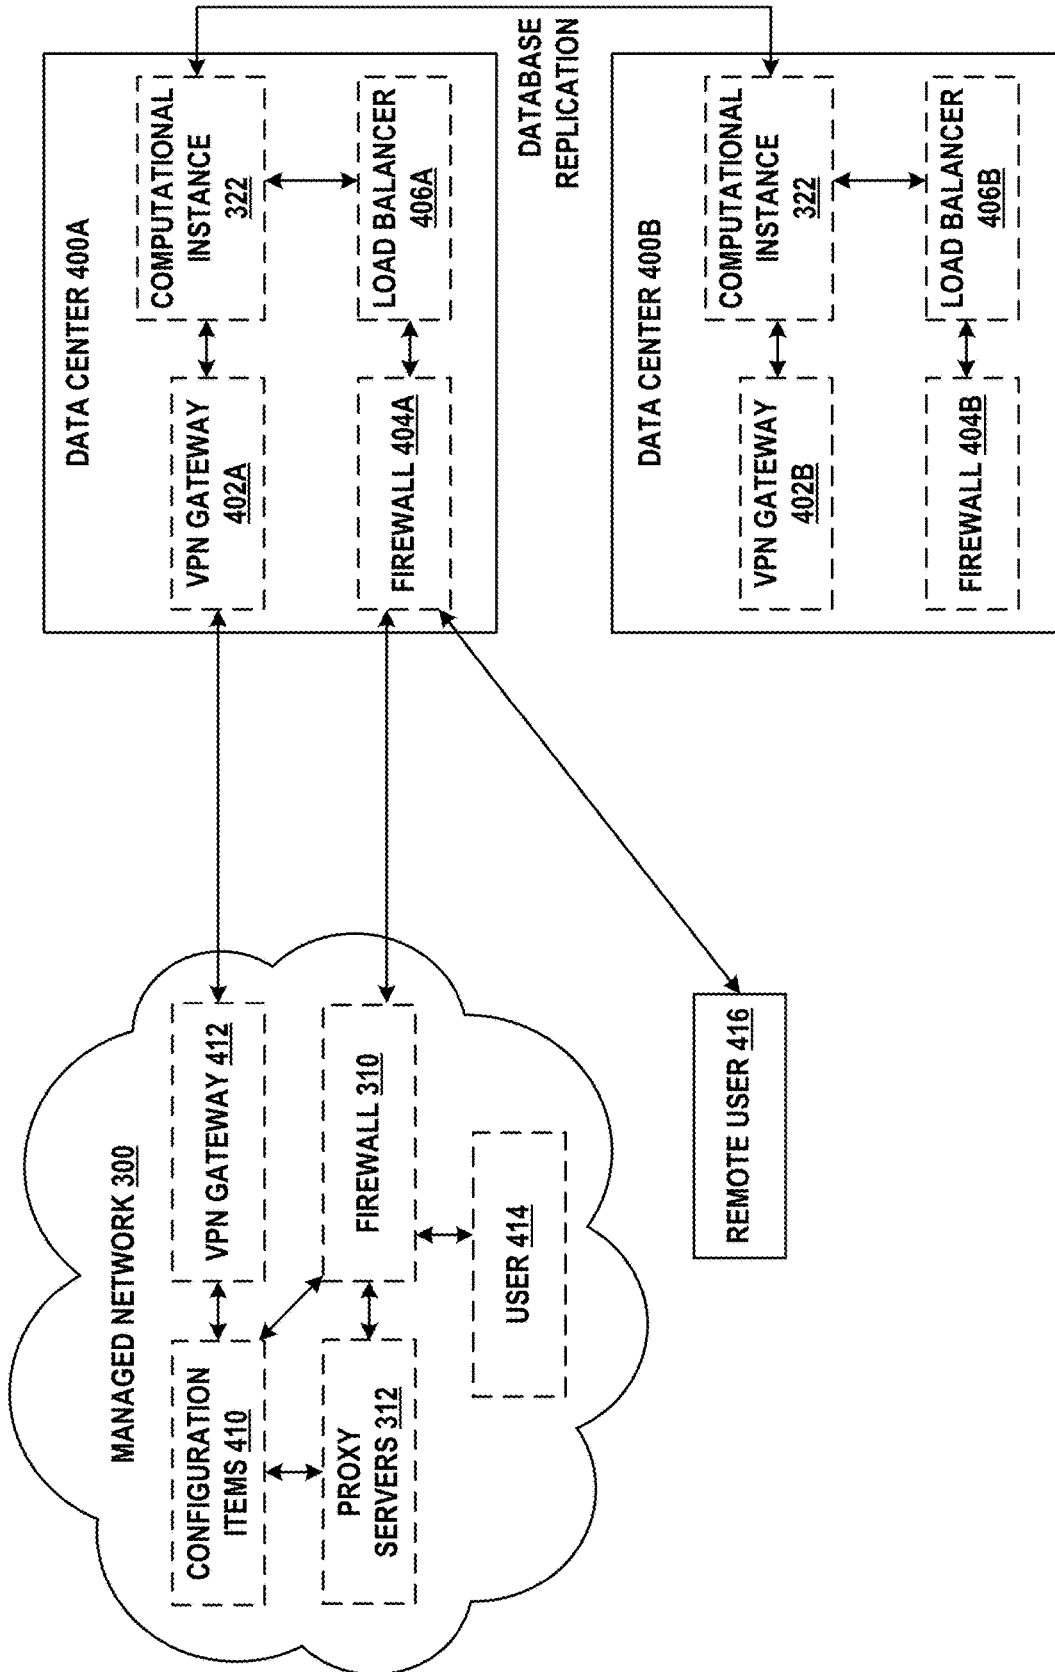 MANAGED NETWORK 300
CONFIGURATION
ITEMS 410
VPN GATEWAY 412
PROXY
SERVERS 312
FIREWALL 310
USER 414
REMOTE USER 416
DATA CENTER 400A
VPN GATEWAY
402A
COMPUTATIONAL
INSTANCE
322
FIREWALL 404A
LOAD BALANCER
406A
DATABASE
REPLICATION
DATA CENTER 400B
VPN GATEWAY
402B
COMPUTATIONAL
INSTANCE
322
FIREWALL 404B
LOAD BALANCER
406B